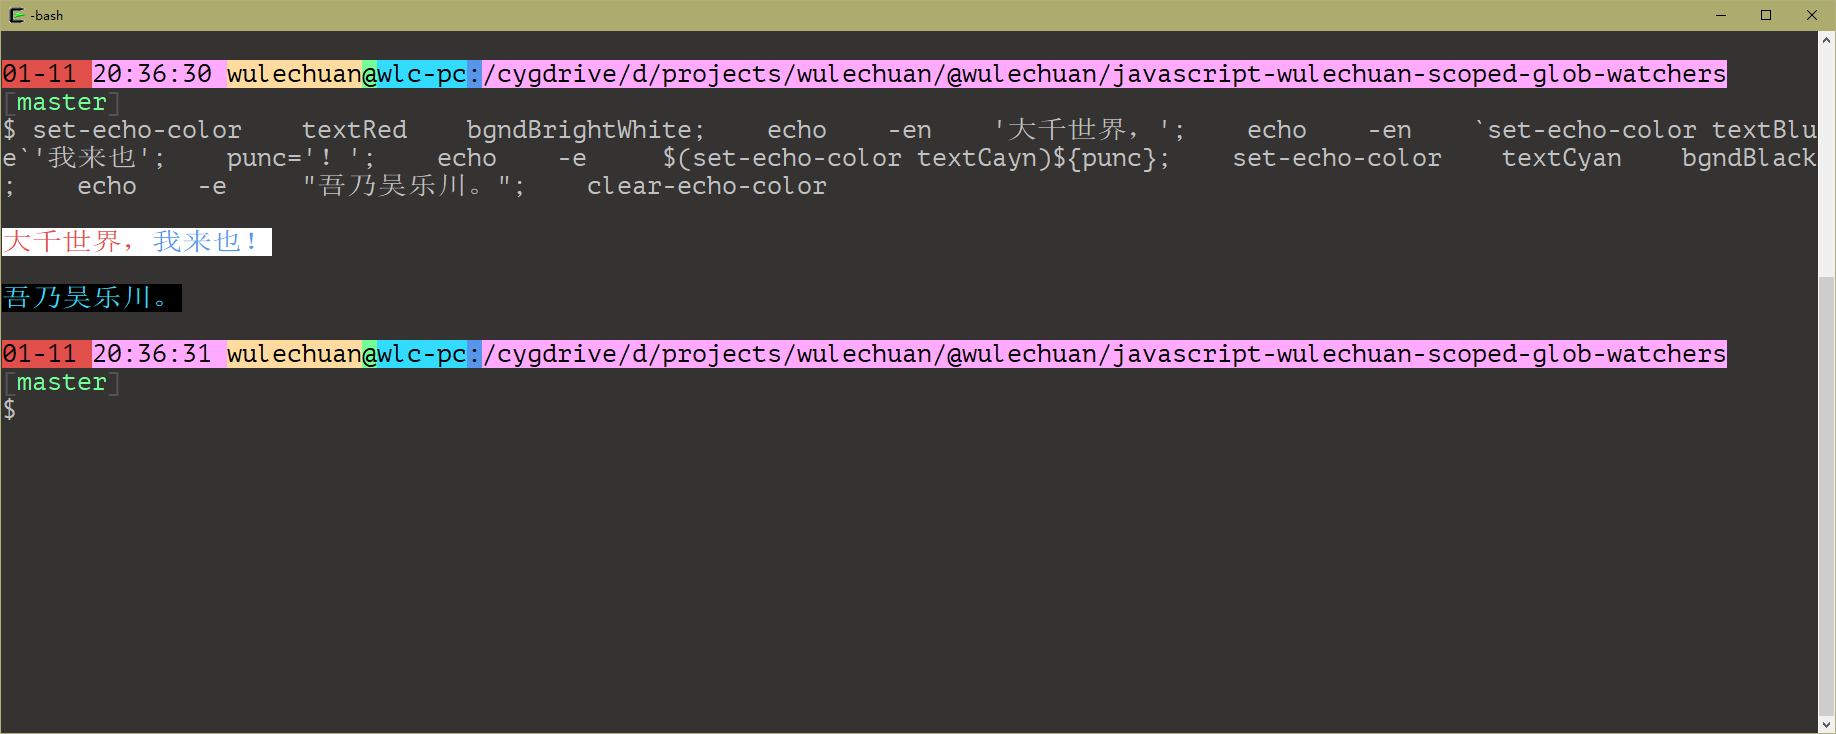 -bash
01-11 20:36:30 wulechuan@wlc-pc:/cygdrive/d/projects/wulechuan/@wulechuan/javascript-wulechuan-scoped-glob-watchers
[master]
$ set-echo-color    textRed    bgndBrightWhite;    echo    -en    '大千世界，';    echo    -en    `set-echo-color textBlu
e`'我来也';    punc='！';    echo    -e     $(set-echo-color textCayn)${punc};    set-echo-color    textCyan    bgndBlack
;    echo    -e     "吾乃吴乐川。";    clear-echo-color
大千世界，我来也！
吾乃吴乐川。
01-11 20:36:31 wulechuan@wlc-pc:/cygdrive/d/projects/wulechuan/@wulechuan/javascript-wulechuan-scoped-glob-watchers
[master]
$